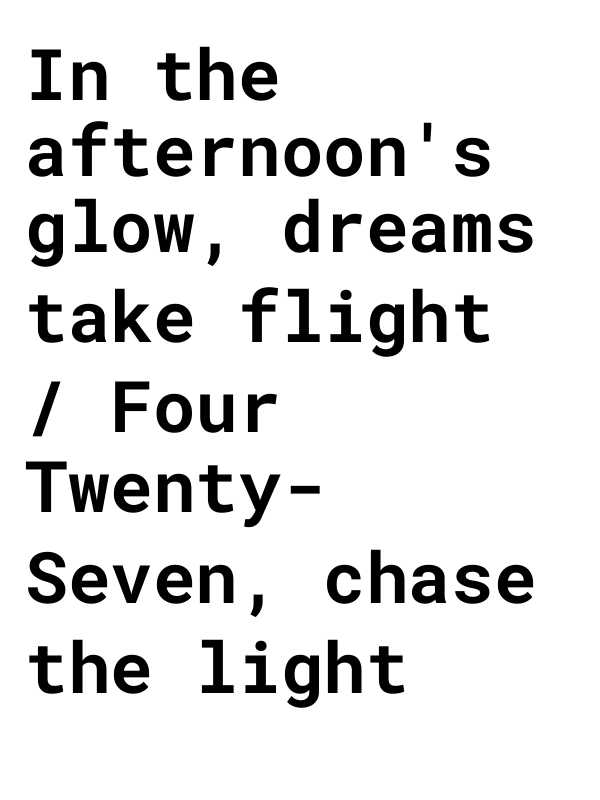 In the
afternoon's
glow, dreams
take flight
/ Four
Twenty-
Seven, chase
the light